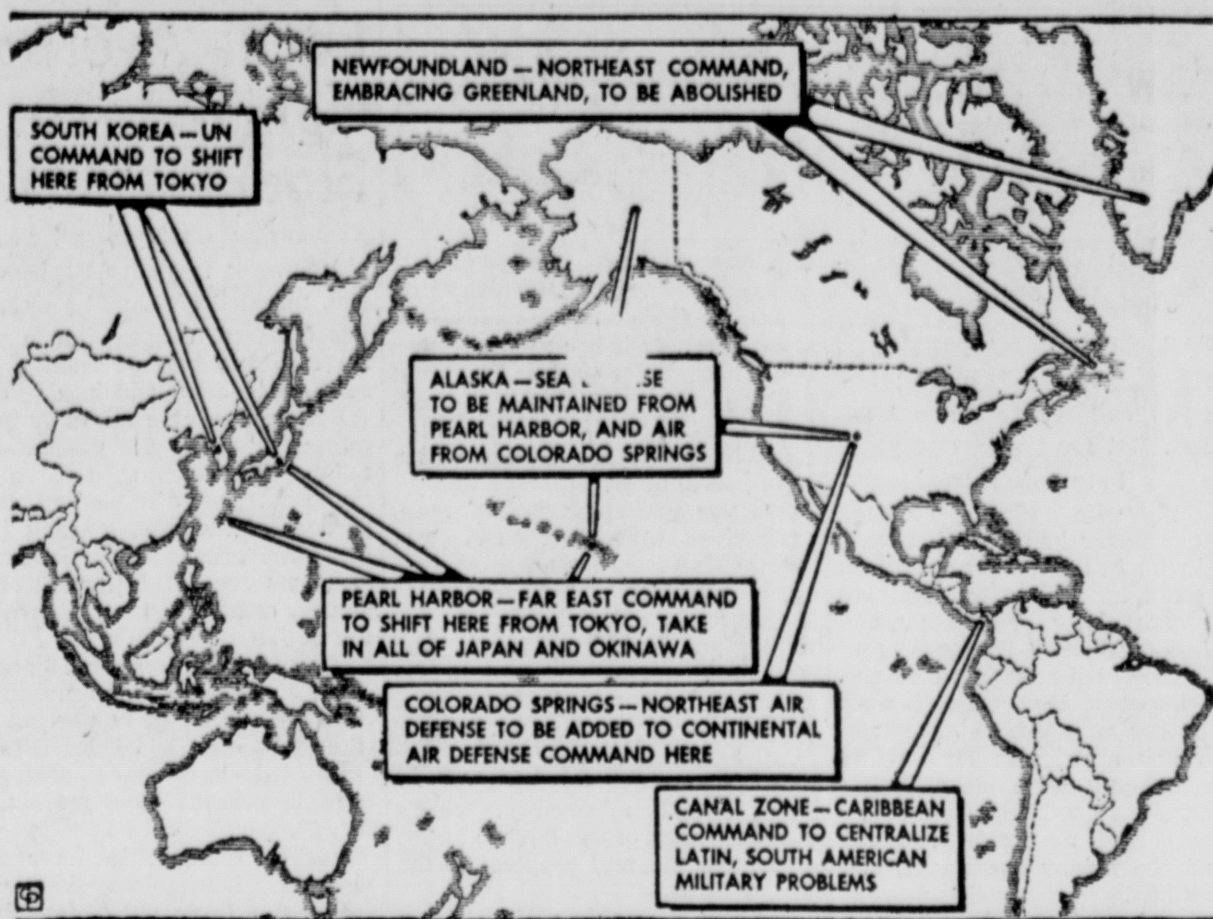 NEWFOUNDLAND — NORTHEAST COMMAND,
EMBRACING GREENLAND, TO BE ABOLISHED
SOUTH KOREA — UN
COMMAND TO SHIFT
HERE FROM TOKYO
ALASKA — SEA
TO BE MAINTAINED FROM
PEARL HARBOR, AND AIR
FROM COLORADO SPRINGS
PEARL HARBOR — FAR EAST COMMAND
TO SHIFT HERE FROM TOKYO, TAKE
IN ALL OF JAPAN AND OKINAWA
COLORADO SPRINGS — NORTHEAST AIR
DEFENSE TO BE ADDED TO CONTINENTAL
AIR DEFENSE COMMAND HERE
CANAL ZONE — CARIBBEAN
COMMAND TO CENTRALIZE
LATIN, SOUTH AMERICAN
MILITARY PROBLEMS